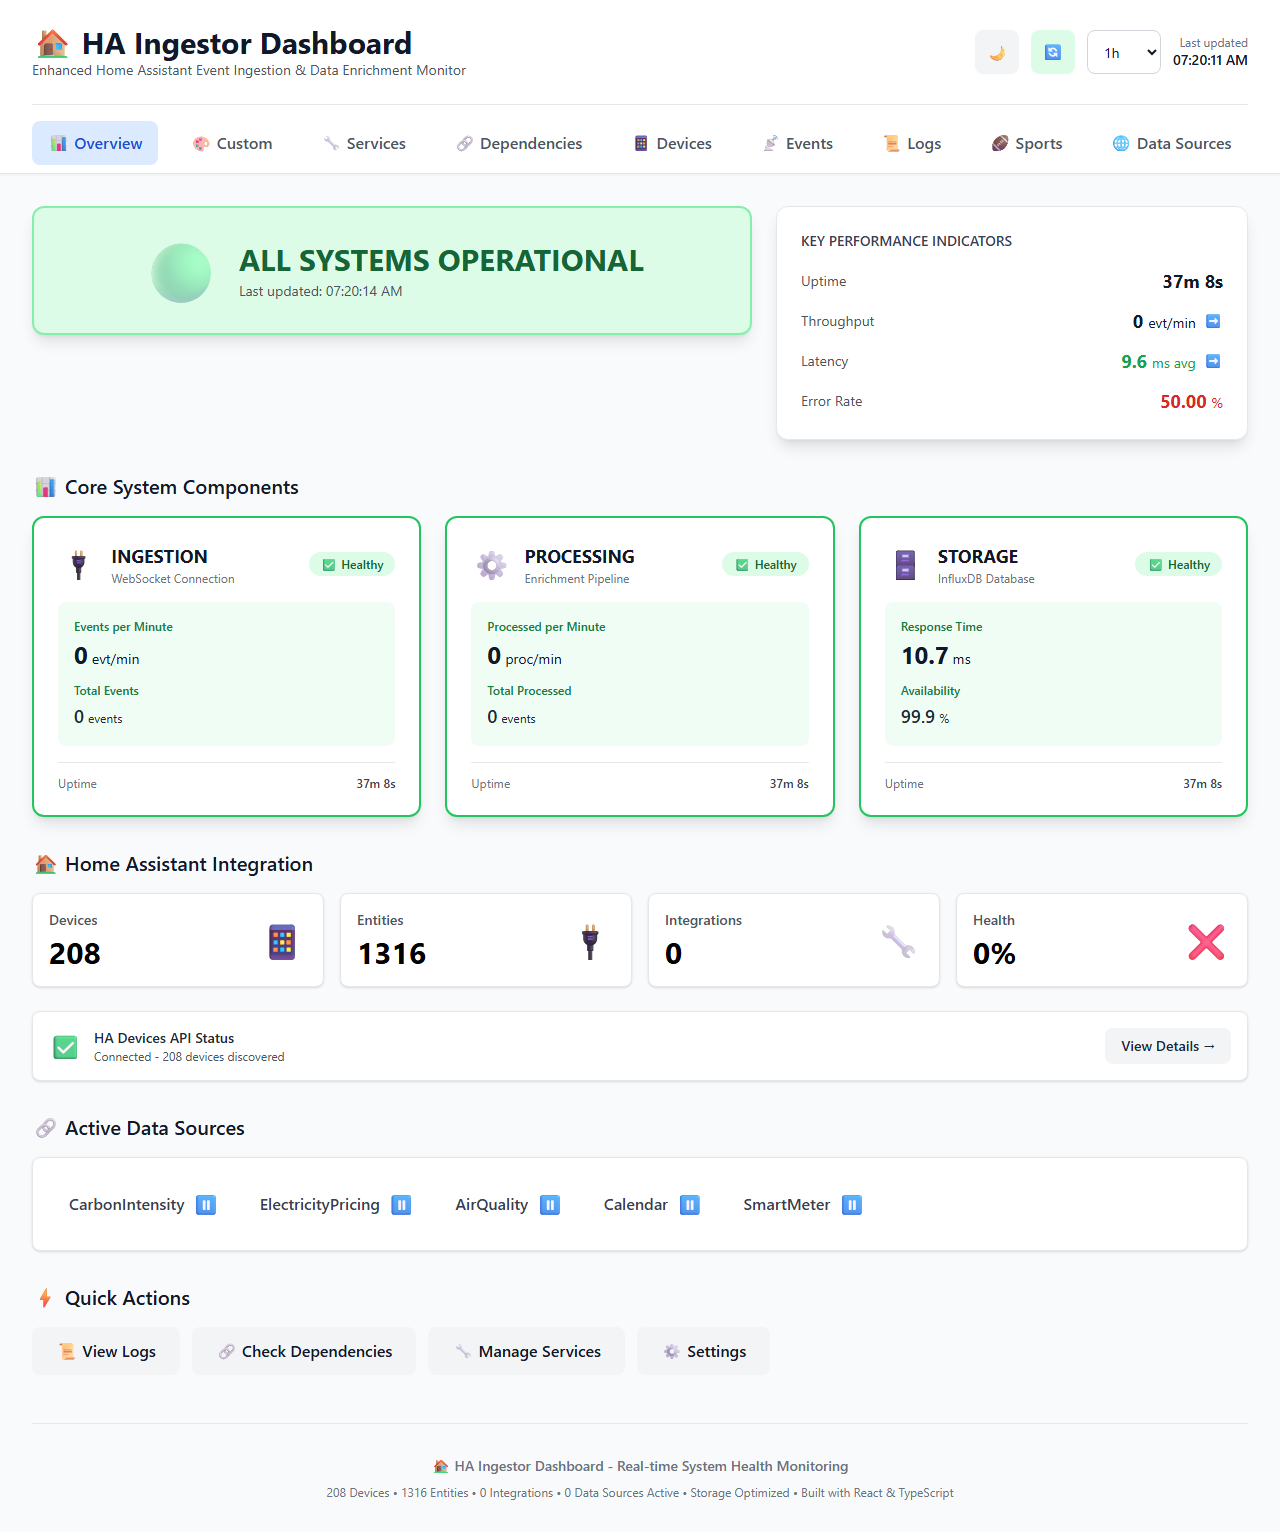 HA Ingestor Dashboard
Enhanced Home Assistant Event Ingestion & Data Enrichment Monitor
1h
Last updated
07:20:11 AM
Overview
Custom
Services
Dependencies
Devices
Events
Logs
Sports
Data Sources
ALL SYSTEMS OPERATIONAL
Last updated: 07:20:14 AM
KEY PERFORMANCE INDICATORS
Uptime 37m 8s
Throughput 0 evt/min
Latency 9.6 ms avg
Error Rate 50.00 %
Core System Components
INGESTION
WebSocket Connection
Healthy
Events per Minute
0 evt/min
Total Events
0 events
Uptime 37m 8s
PROCESSING
Enrichment Pipeline
Healthy
Processed per Minute
0 proc/min
Total Processed
0 events
Uptime 37m 8s
STORAGE
InfluxDB Database
Healthy
Response Time
10.7 ms
Availability
99.9 %
Uptime 37m 8s
Home Assistant Integration
Devices
208
Entities
1316
Integrations
0
Health
0%
HA Devices API Status
Connected - 208 devices discovered
View Details →
Active Data Sources
CarbonIntensity
ElectricityPricing
AirQuality
Calendar
SmartMeter
Quick Actions
View Logs
Check Dependencies
Manage Services
Settings
HA Ingestor Dashboard - Real-time System Health Monitoring
208 Devices • 1316 Entities • 0 Integrations • 0 Data Sources Active • Storage Optimized • Built with React & TypeScript